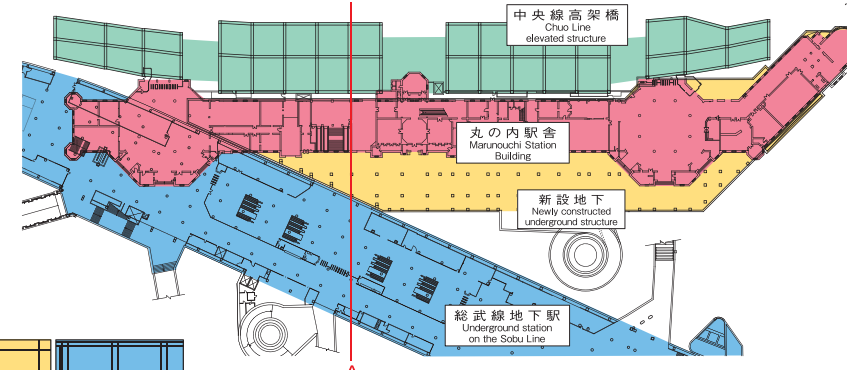 中央線高架橋
Chuo Line
elevated structure
丸の内駅舎
Marunouchi Station
Building
新設地下
Newly constructed
underground structure
総武線地下駅
Underground station
on the Sobu Line